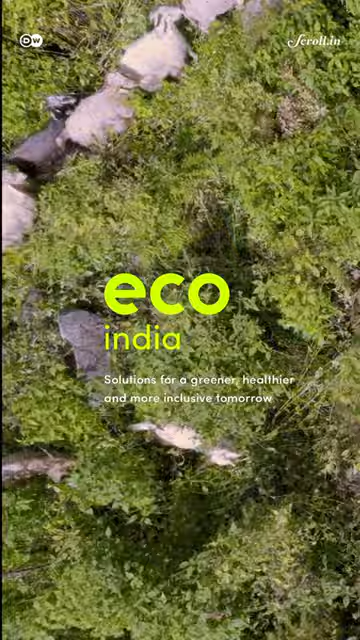 DW
Scroll.in
eco
india
Solutions for a greener, healthier
and more inclusive tomorrow